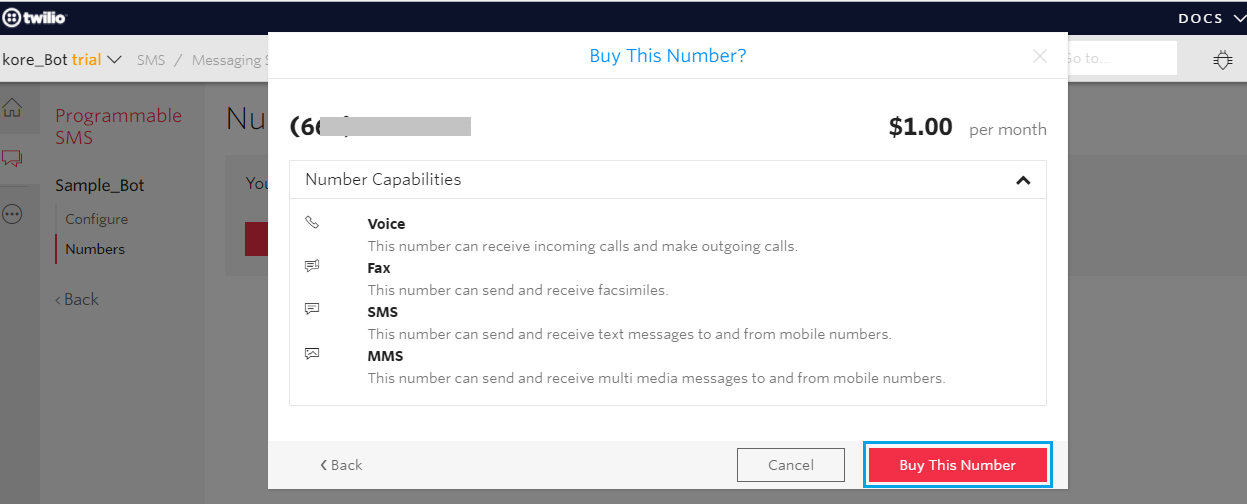 twilio
DOCS
kore_Bot trial
SMS / Messaging S
o to...
Buy This Number?
Programmable
SMS
Nu
(66
$1.00 per month
Number Capabilities
Sample_Bot
You
Configure
Numbers
Voice
This number can receive incoming calls and make outgoing calls.
Fax
This number can send and receive facsimiles.
‹ Back
SMS
This number can send and receive text messages to and from mobile numbers.
MMS
This number can send and receive multi media messages to and from mobile numbers.
Back
Cancel
Buy This Number